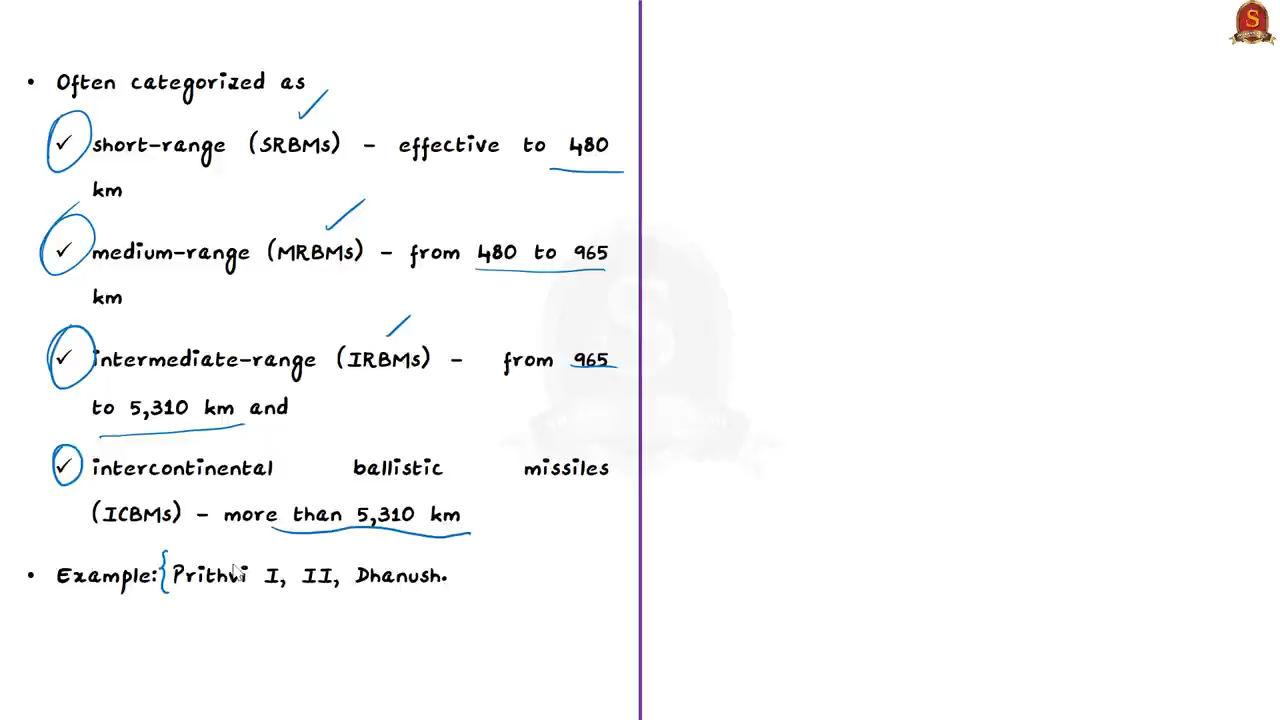 • Often categorized as
✓ short-range (SRBMs) - effective to 480
km
✓ medium-range (MRBMs) - from 480 to 965
km
✓ intermediate-range (IRBMs) - from 965
to 5,310 km and
✓ intercontinental ballistic missiles
(ICBMs) - more than 5,310 km
• Example: Prithvi I, II, Dhanush.
S